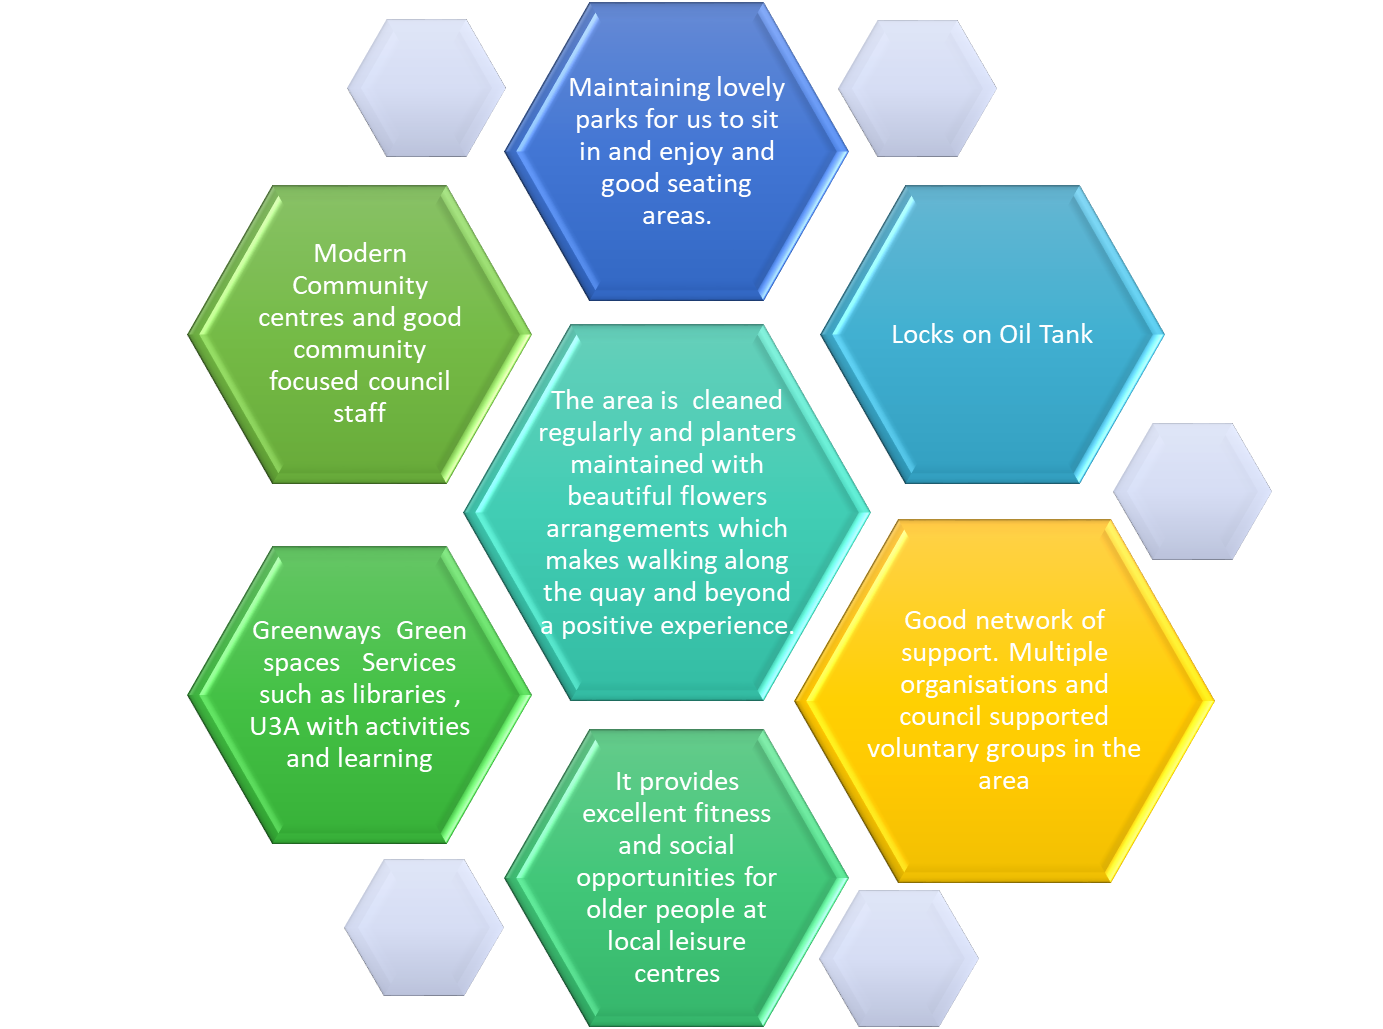 Maintaining lovely
parks for us to sit
in and enjoy and
good seating
areas.
Modern
Community
centres and good
community
focused council
staff
Locks on Oil Tank
The area is  cleaned
regularly and planters
maintained with
beautiful flowers
arrangements which
makes walking along
the quay and beyond
a positive experience.
Greenways  Green
spaces   Services
such as libraries ,
U3A with activities
and learning
Good network of
support. Multiple
organisations and
council supported
voluntary groups in the
area
It provides
excellent fitness
and social
opportunities for
older people at
local leisure
centres